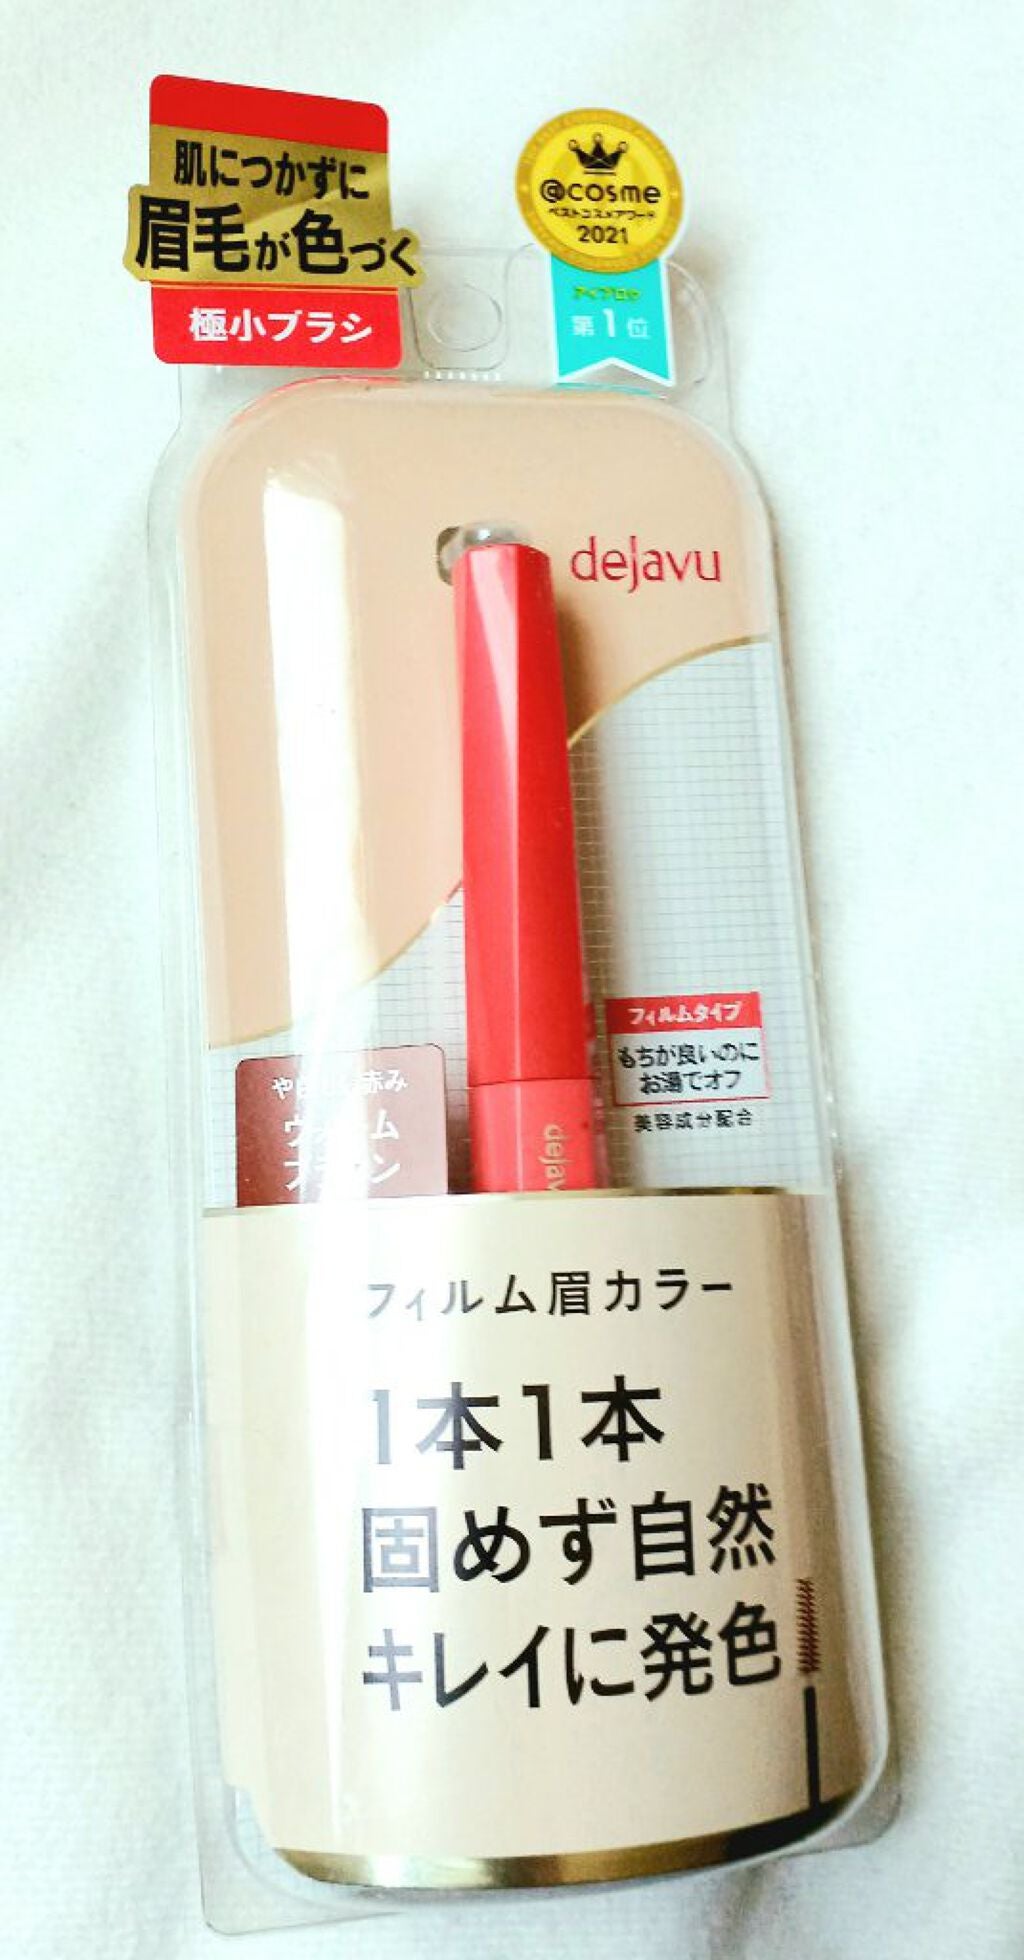 肌につかずに
眉毛が色づく
極小ブラシ
@cosme
ベストコスメアワード
2021
アイブロウ
第1位
dejavu
フィルムタイプ
もちが良いのに
お湯でオフ
美容成分配合
赤み
dejav
フィルム眉カラー
1本1本
固めず自然
キレイに発色